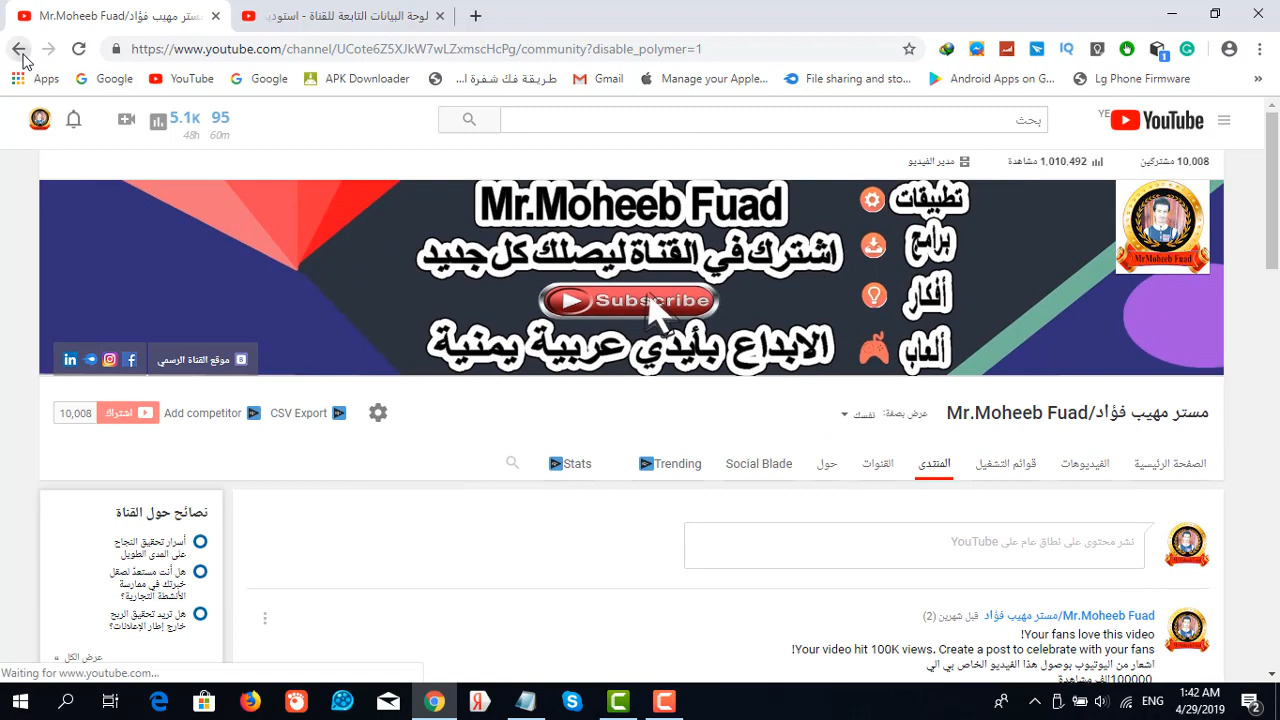 Mr.Moheeb Fuad/مستر مهيب فؤاد
لوحة البيانات التابعة للقناة - استوديو
https://www.youtube.com/channel/UCote6Z5XJkW7wLZxmscHcPg/community?disable_polymer=1
Apps
Google
YouTube
Google
APK Downloader
طريقة فك شفرة ا...
Gmail
Manage your Apple...
File sharing and sto...
Android Apps on G...
Lg Phone Firmware
»
5.1K 95
48h 60m
بحث
YouTube YE
10,008 مشتركين
1,010,492 مشاهدة
مدير الفيديو
Mr.Moheeb Fuad
اشترك في القناة ليصلك كل جديد
Subscribe
الابداع بأيدي عربية يمنية
تطبيقات
برامج
أفكار
ألعاب
Mr Moheeb Fuad
موقع القناة الرسمي
Mr.Moheeb Fuad/مستر مهيب فؤاد
عرض بصفة: نفسك
10,008 اشتراك
Add competitor
CSV Export
الصفحة الرئيسية
الفيديوهات
قوائم التشغيل
المنتدى
القنوات
حول
Social Blade
Trending
Stats
نصائح حول القناة
أسرار تحقيق النجاح
على المدى الطويل
هل أنت مستعدّ لصقل
خبرتك في ممارسة
الأنشطة التجارية؟
هل تريد تحقيق الربح
خارج إطار الإعلانات؟
عرض الكل »
نشر محتوى على نطاق عام على YouTube
Mr.Moheeb Fuad/مستر مهيب فؤاد قبل شهرين (2)
Your fans love this video!
Your video hit 100K views. Create a post to celebrate with your fans!
اشعار من اليوتيوب بوصول هذا الفيديو الخاص بي الي
100000الف مشاهدة
Waiting for www.youtube.com...
ENG
1:42 AM
4/29/2019
2